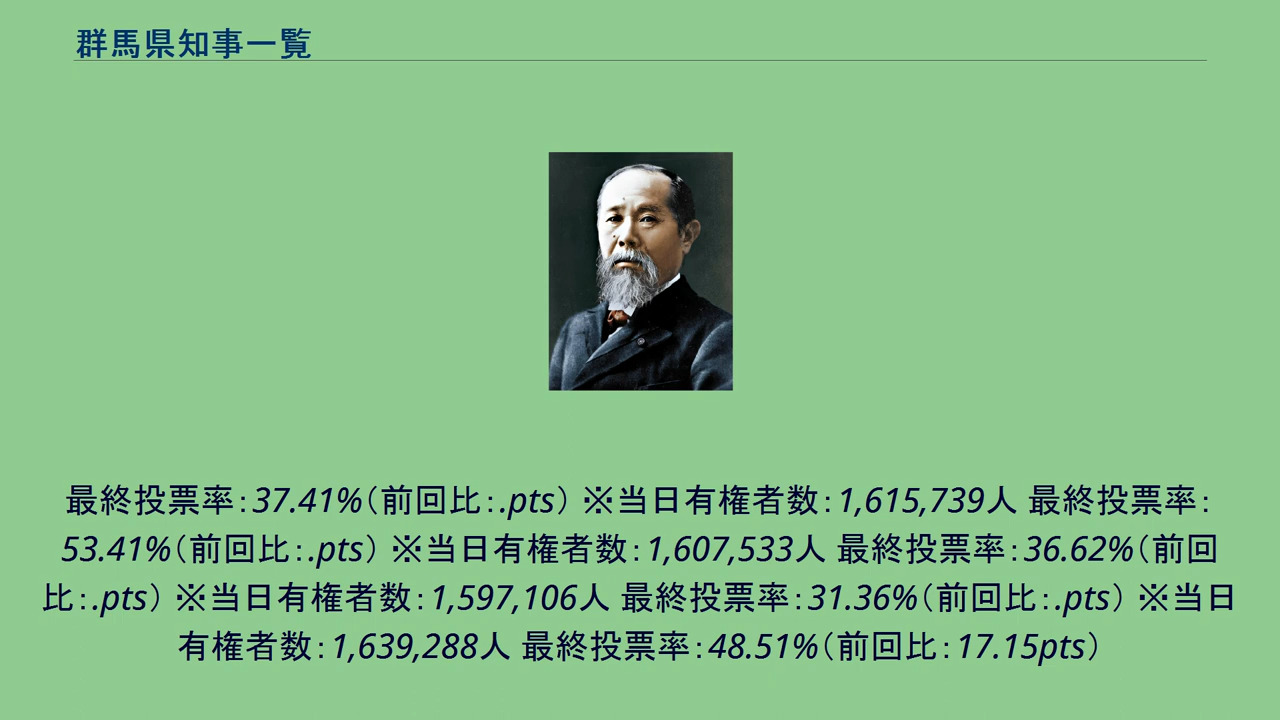 群馬県知事一覧
最終投票率：37.41%（前回比：.pts） ※当日有権者数：1,615,739人 最終投票率：
53.41%（前回比：.pts） ※当日有権者数：1,607,533人 最終投票率：36.62%（前回
比：.pts） ※当日有権者数：1,597,106人 最終投票率：31.36%（前回比：.pts） ※当日
有権者数：1,639,288人 最終投票率：48.51%（前回比：17.15pts）